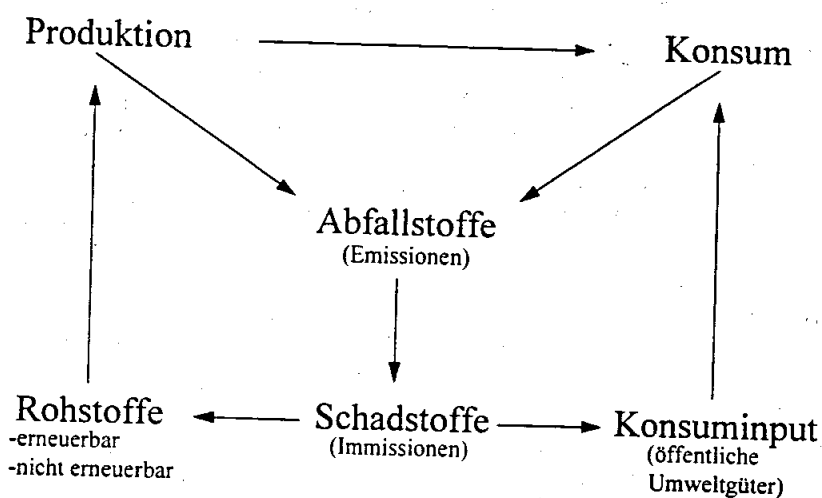 Produktion
Konsum
Abfallstoffe
(Emissionen)
Rohstoffe
-erneuerbar
-nicht erneuerbar
Schadstoffe
(Immissionen)
Konsuminput
(öffentliche
Umweltgüter)